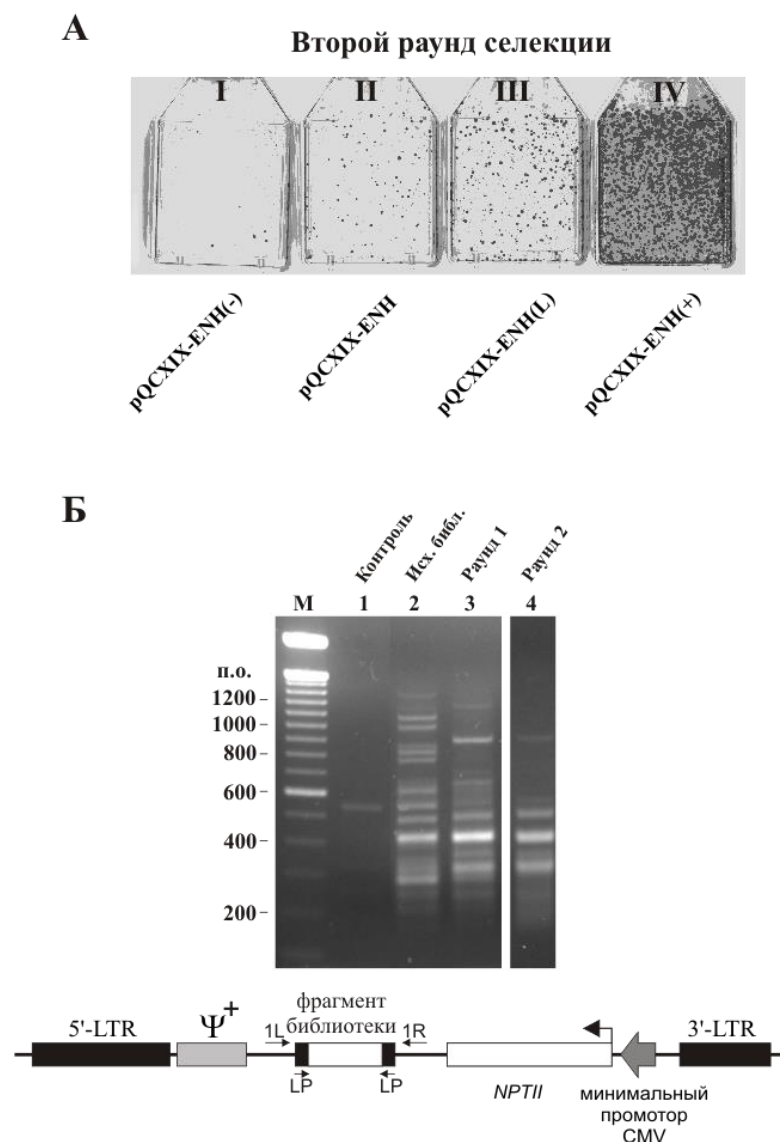 А
Второй раунд селекции
I II III IV
pQCXIX-ENH(-) pQCXIX-ENH pQCXIX-ENH(L) pQCXIX-ENH(+)
Б
Контроль Исх. библ. Раунд 1 Раунд 2
М 1 2 3 4
п.о.
1200
1000
800
600
400
200
фрагмент
5'-LTR Ψ+ 1L библиотеки 1R 3'-LTR
LP LP NPTII минимальный
промотор
CMV